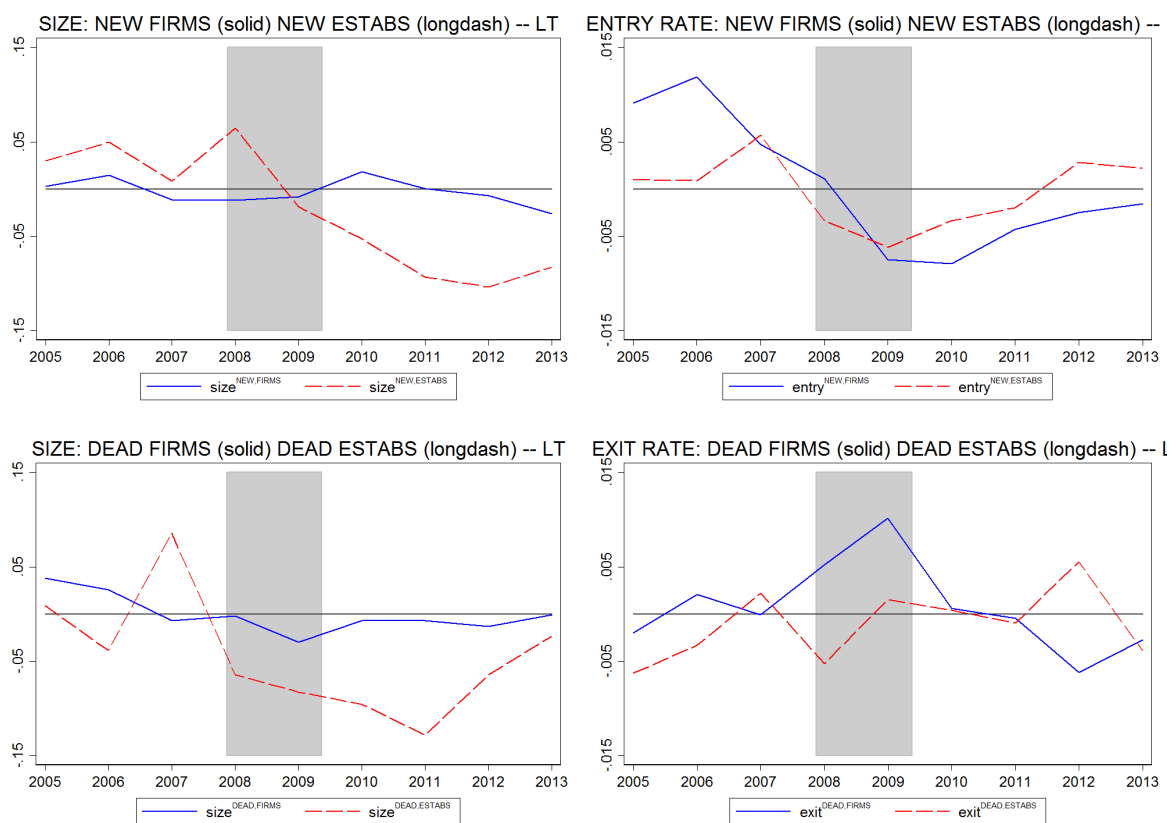 SIZE: NEW FIRMS (solid) NEW ESTABS (longdash) -- LT
.15
.05
-.05
-.15
2005 2006 2007 2008 2009 2010 2011 2012 2013
size^NEW,FIRMS size^NEW,ESTABS
ENTRY RATE: NEW FIRMS (solid) NEW ESTABS (longdash) --
.015
.005
-.005
-.015
2005 2006 2007 2008 2009 2010 2011 2012 2013
entry^NEW,FIRMS entry^NEW,ESTABS
SIZE: DEAD FIRMS (solid) DEAD ESTABS (longdash) -- LT
.15
.05
-.05
-.15
2005 2006 2007 2008 2009 2010 2011 2012 2013
size^DEAD,FIRMS size^DEAD,ESTABS
EXIT RATE: DEAD FIRMS (solid) DEAD ESTABS (longdash) -- L
.015
.005
-.005
-.015
2005 2006 2007 2008 2009 2010 2011 2012 2013
exit^DEAD,FIRMS exit^DEAD,ESTABS